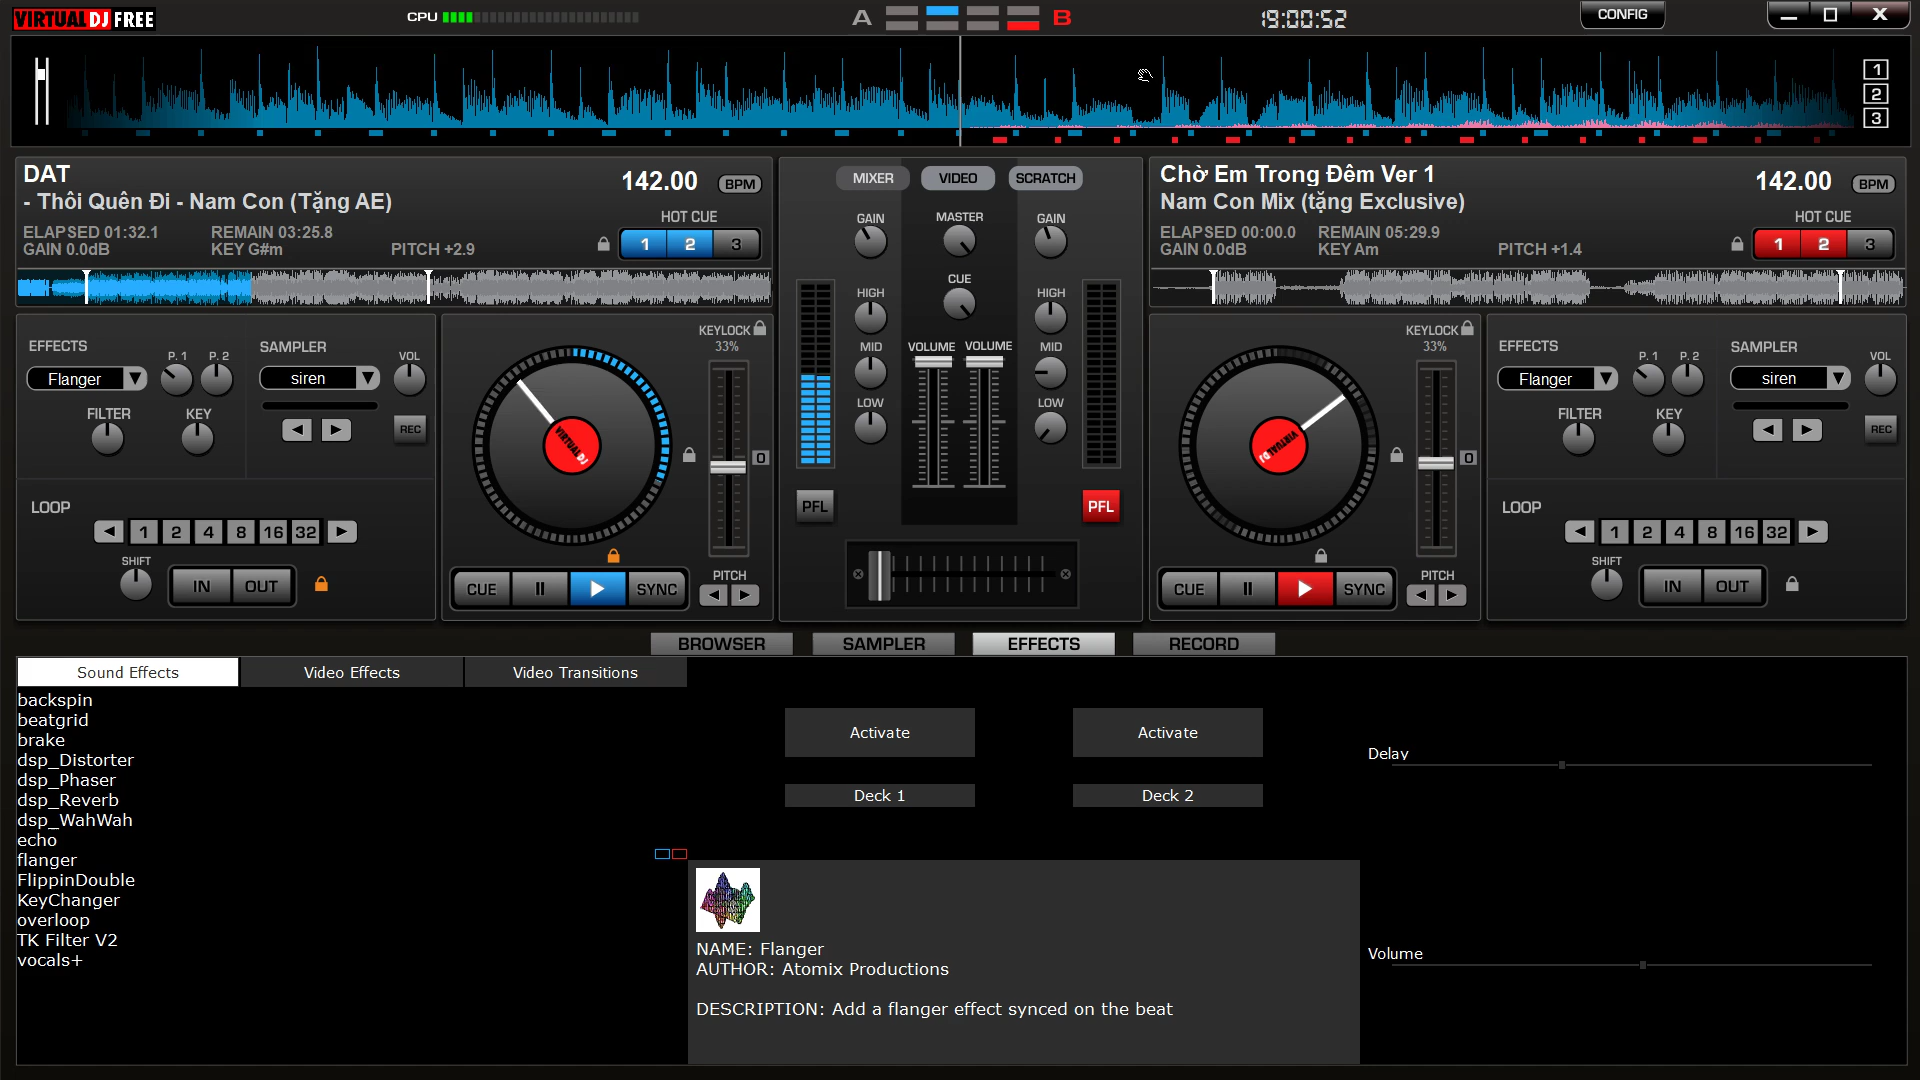 VIRTUAL DJ FREE
CPU
A
B
19:00:52
CONFIG
1
2
3
DAT
- Thôi Quên Đi - Nam Con (Tặng AE)
142.00 BPM
HOT CUE
ELAPSED 01:32.1 REMAIN 03:25.8
GAIN 0.0dB KEY G#m PITCH +2.9
1 2 3
MIXER VIDEO SCRATCH
GAIN MASTER GAIN
CUE
HIGH HIGH
MID VOLUME VOLUME MID
LOW LOW
PFL PFL
Chờ Em Trong Đêm Ver 1
Nam Con Mix (tặng Exclusive)
142.00 BPM
HOT CUE
ELAPSED 00:00.0 REMAIN 05:29.9
GAIN 0.0dB KEY Am PITCH +1.4
1 2 3
EFFECTS
P. 1 P. 2
Flanger
FILTER KEY
SAMPLER
VOL
siren
REC
LOOP
1 2 4 8 16 32
SHIFT
IN OUT
KEYLOCK
33%
VIRTUAL DJ
0
CUE SYNC
PITCH
KEYLOCK
33%
VIRTUAL DJ
0
CUE SYNC
PITCH
EFFECTS
P. 1 P. 2
Flanger
FILTER KEY
SAMPLER
VOL
siren
REC
LOOP
1 2 4 8 16 32
SHIFT
IN OUT
BROWSER SAMPLER EFFECTS RECORD
Sound Effects Video Effects Video Transitions
backspin
beatgrid
brake
dsp_Distorter
dsp_Phaser
dsp_Reverb
dsp_WahWah
echo
flanger
FlippinDouble
KeyChanger
overloop
TK Filter V2
vocals+
Activate Activate
Deck 1 Deck 2
Delay
Volume
NAME: Flanger
AUTHOR: Atomix Productions
DESCRIPTION: Add a flanger effect synced on the beat